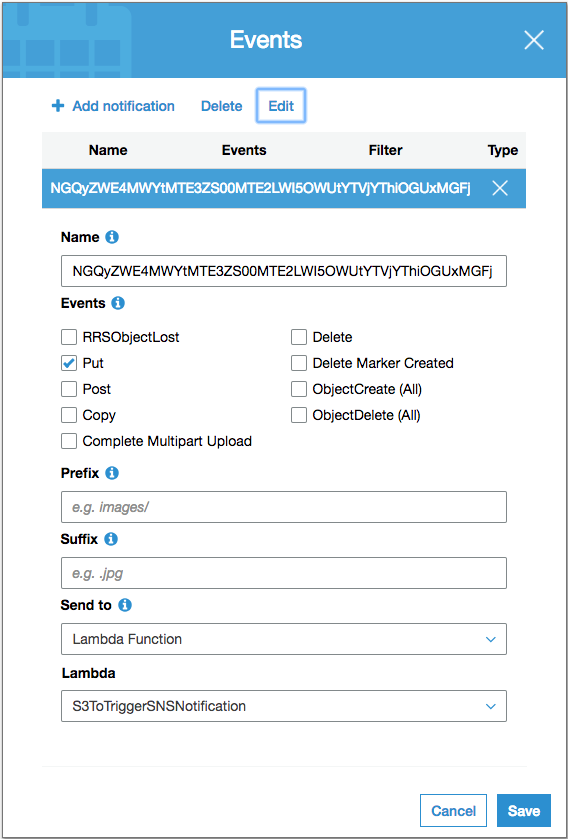 Events
Add notification Delete Edit
Name Events Filter Type
NGQyZWE4MWYtMTE3ZS00MTE2LWI5OWUtYTVjYThiOGUxMGFj
Name
NGQyZWE4MWYtMTE3ZS00MTE2LWI5OWUtYTVjYThiOGUxMGFj
Events
RRSObjectLost Delete
Put Delete Marker Created
Post ObjectCreate (All)
Copy ObjectDelete (All)
Complete Multipart Upload
Prefix
e.g. images/
Suffix
e.g. .jpg
Send to
Lambda Function
Lambda
S3ToTriggerSNSNotification
Cancel Save